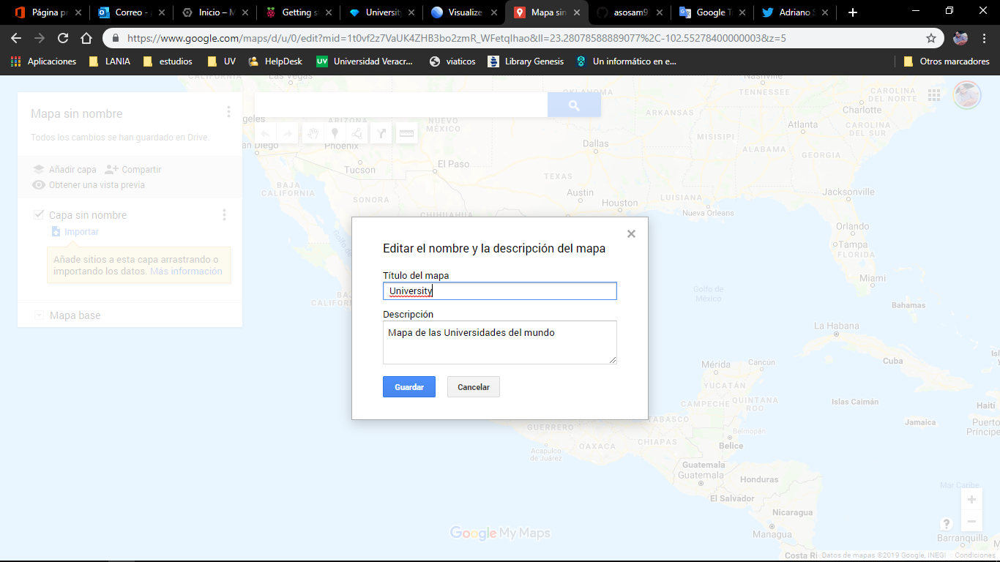 Página pr
Correo - a
Inicio – M
Getting st
University
Visualize
Mapa sin
asosam9
Google Tr
Adriano S
https://www.google.com/maps/d/u/0/edit?mid=1t0vf2z7VaUK4ZHB3bo2zmR_WFetqIhao&ll=23.28078588889077%2C-102.55278400000003&z=5
Aplicaciones
LANIA
estudios
UV
HelpDesk
UV Universidad Veracr...
viaticos
Library Genesis
Un informático en e...
Otros marcadores
Mapa sin nombre
Todos los cambios se han guardado en Drive.
Añadir capa
Compartir
Obtener una vista previa
Capa sin nombre
Importar
Añade sitios a esta capa arrastrando o
importando los datos. Más información
Mapa base
Editar el nombre y la descripción del mapa
Título del mapa
University
Descripción
Mapa de las Universidades del mundo
Guardar
Cancelar
CALIFORNIA
Las Vegas
OKLAHOMA
Nashville
TENNESSEE
CAROLINA
DEL NORTE
Charlotte
ARKANSAS
Atlanta
CAROLINA
DEL SUR
MISISIPI
ALABAMA
GEORGIA
ngeles
ARIZONA
NUEVO
MÉXICO
San Diego
Phoenix
Dallas
Tucson
El Paso
TEXAS
BAJA
CALIFORNIA
SONORA
CHIHUAHUA
Austin
Houston
LUISIANA
Nueva Orleans
Jacksonville
Orlando
Tampa
FLORIDA
Miami
Golfo de
México
Bahamas
La Habana
Cuba
Mérida
Cancún
YUCATÁN
CAMPECHE
QUINTANA
ROO
Islas Caimán
Haití
Jamaica
Puerto
Príncipe
TABASCO
GUERRERO
OAXACA
CHIAPAS
Belmopán
Belice
Acapulco
de Juárez
Guatemala
Guatemala
Honduras
El Salvador
Mar Caribe
Nicaragua
Managua
Barranquilla
Costa Ri
Google My Maps
Datos de mapas ©2019 Google, INEGI
Condiciones